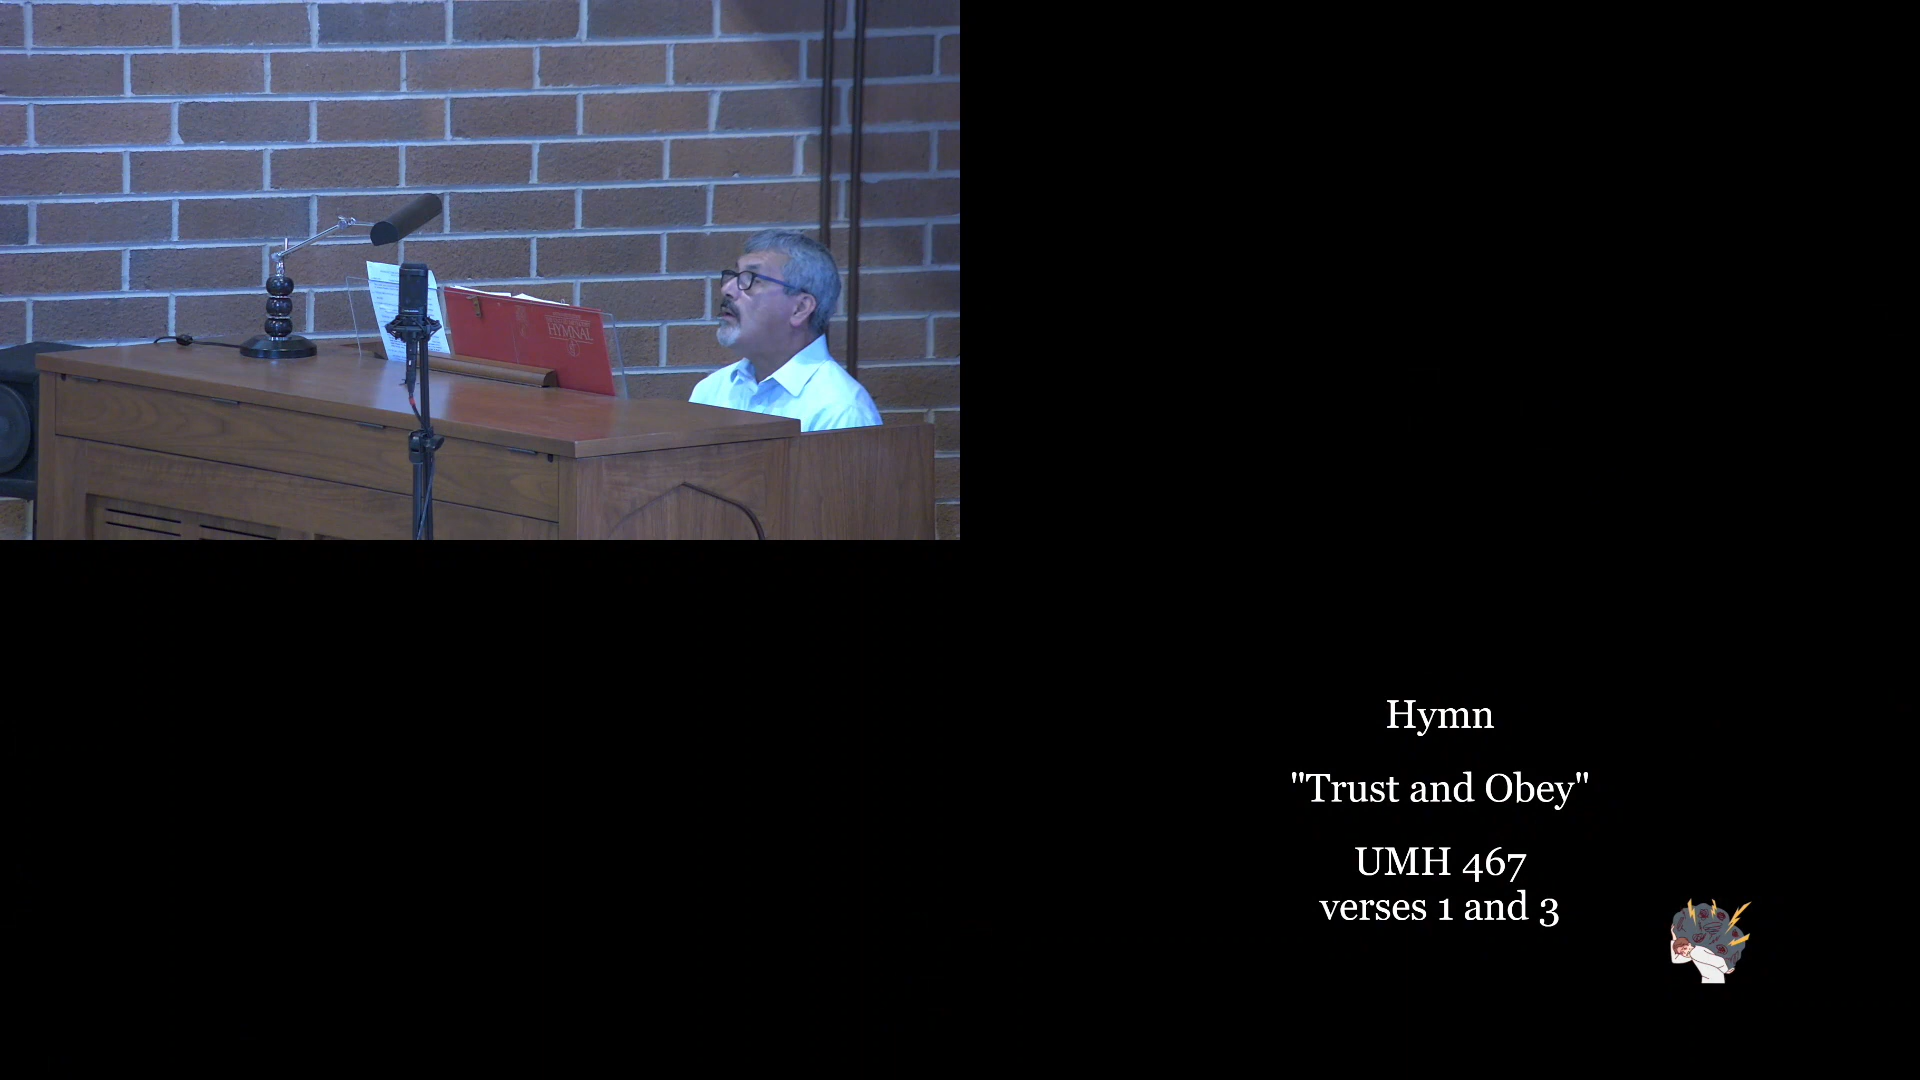 HYMNAL
Hymn
"Trust and Obey"
UMH 467
verses 1 and 3